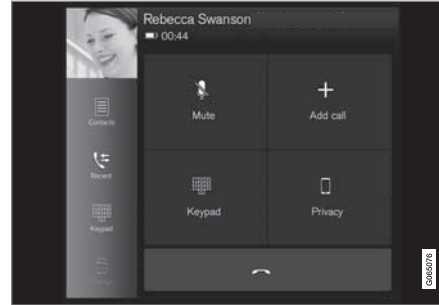 Rebecca Swanson
00:44
Contacts
Recent
Keypad
Mute
Add call
Keypad
Privacy
G065076